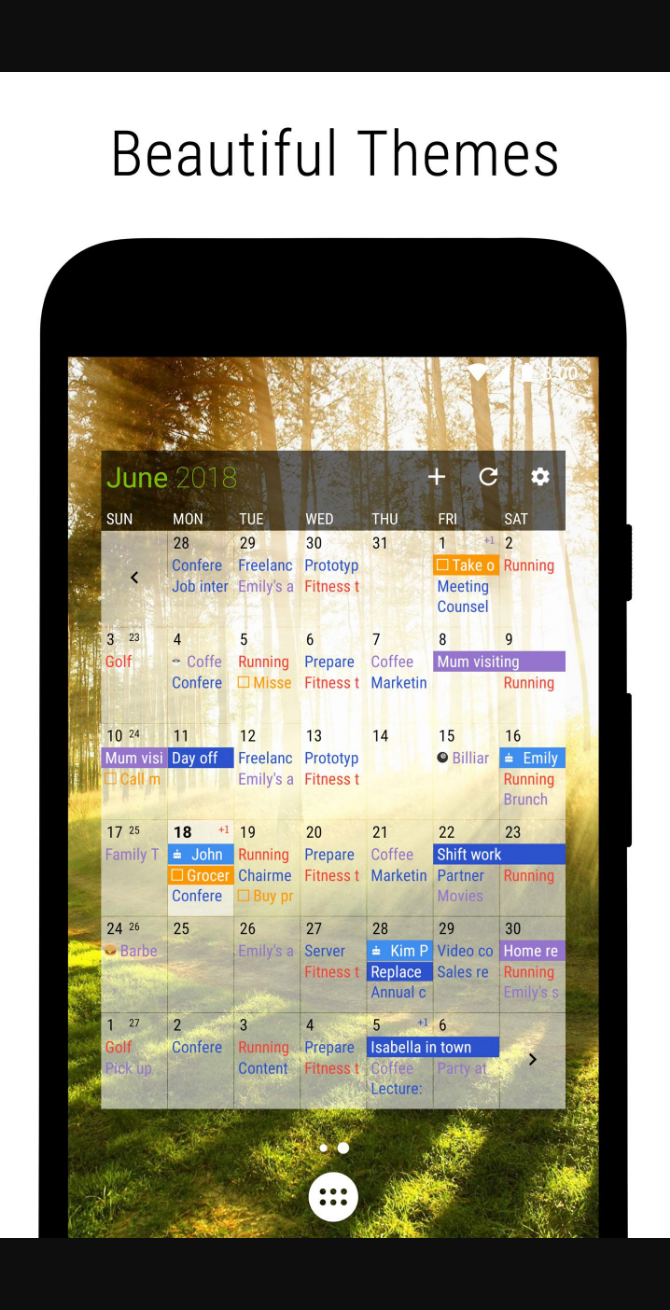 Beautiful Themes
8:00
June 2018
SUN MON TUE WED THU FRI SAT
28 29 30 31 1 +1 2
Confere Freelanc Prototyp Take o Running
Job inter Emily's a Fitness t Meeting
Counsel
3 23 4 5 6 7 8 9
Golf Coffe Running Prepare Coffee Mum visiting
Confere Misse Fitness t Marketin Running
10 24 11 12 13 14 15 16
Mum visi Day off Freelanc Prototyp Billiar Emily
Call m Emily's a Fitness t Running
Brunch
17 25 18 +1 19 20 21 22 23
Family T John Running Prepare Coffee Shift work
Grocer Chairme Fitness t Marketin Partner Running
Confere Buy pr Movies
24 26 25 26 27 28 29 30
Barbe Emily's a Server Kim P Video co Home re
Fitness t Replace Sales re Running
Annual c Emily's s
1 27 2 3 4 5 +1 6
Golf Confere Running Prepare Isabella in town
Pick up Content Fitness t Coffee Party at
Lecture: